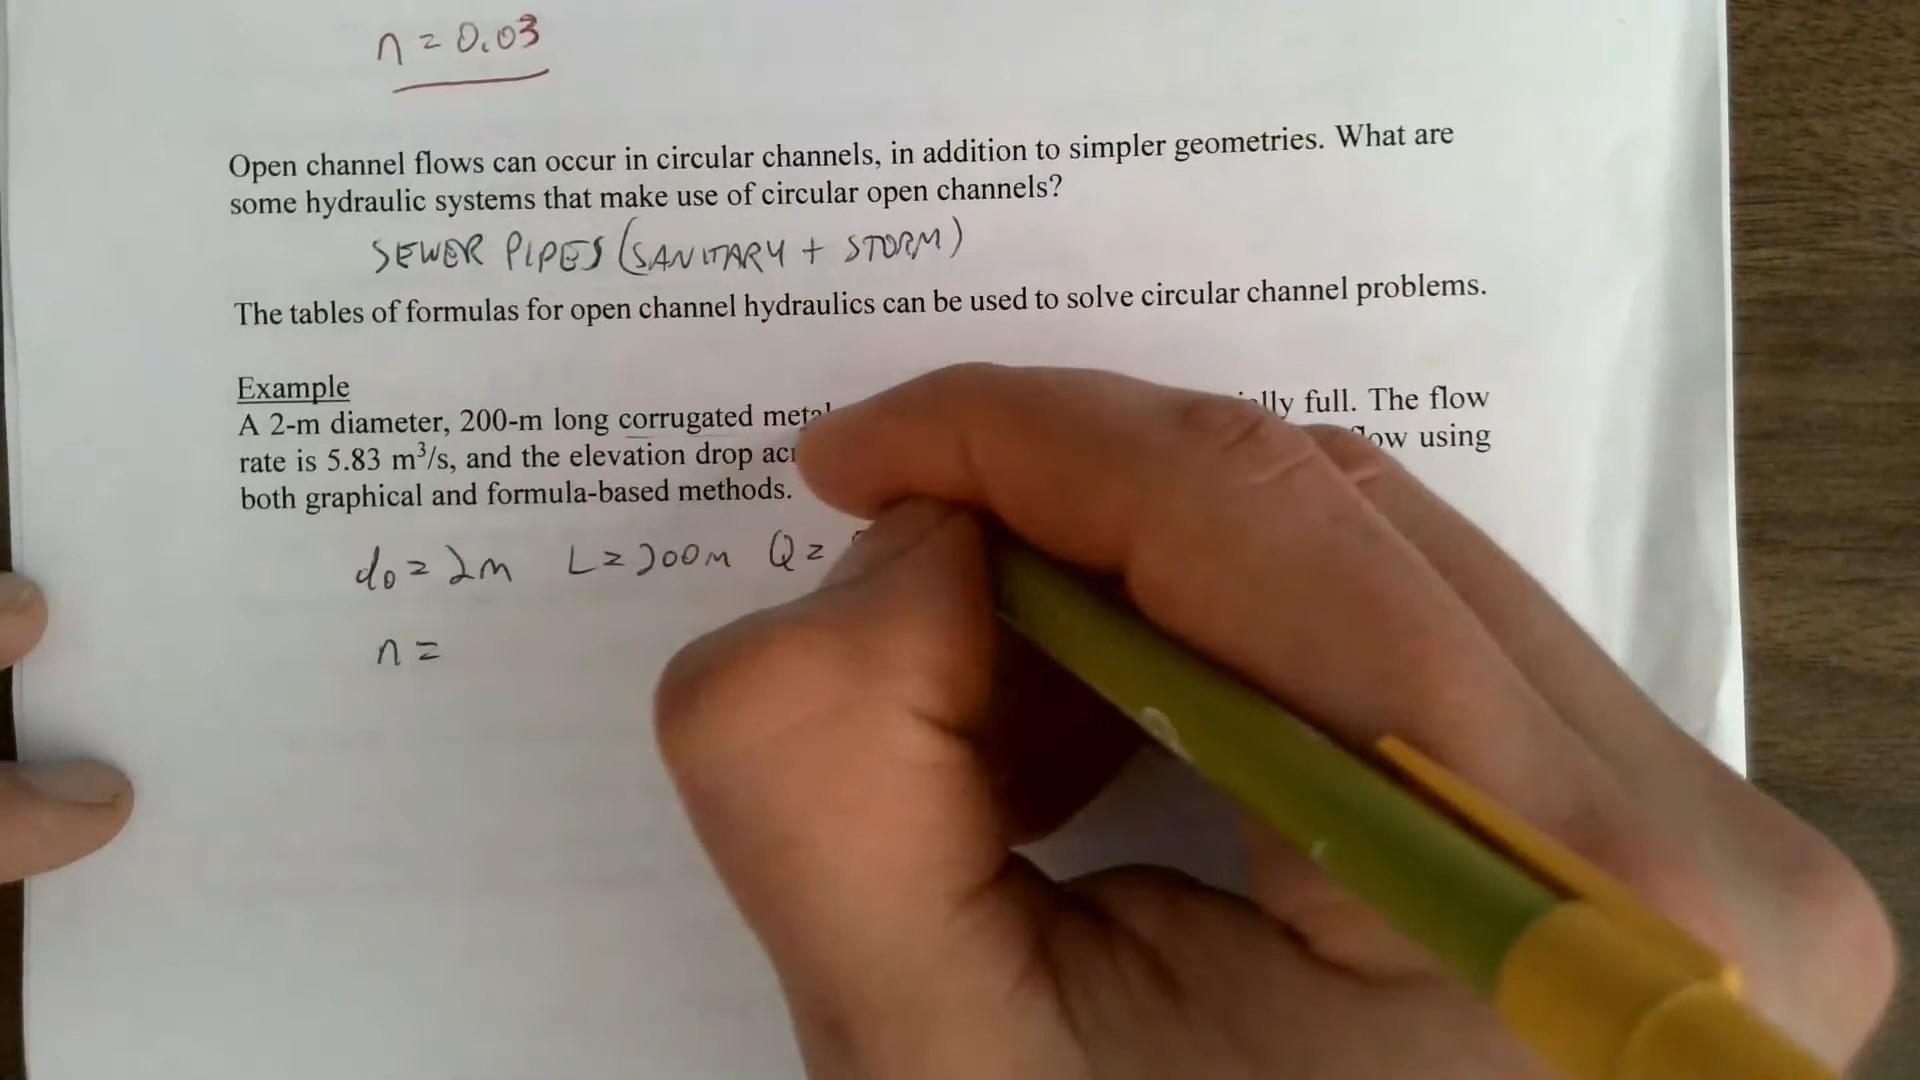 n = 0.03
Open channel flows can occur in circular channels, in addition to simpler geometries. What are
some hydraulic systems that make use of circular open channels?
SEWER PIPES (SANITARY + STORM)
The tables of formulas for open channel hydraulics can be used to solve circular channel problems.
Example
A 2-m diameter, 200-m long corrugated metal full. The flow
rate is 5.83 m³/s, and the elevation drop using
both graphical and formula-based methods.
d₀ = 2m L = 200m Q =
n =